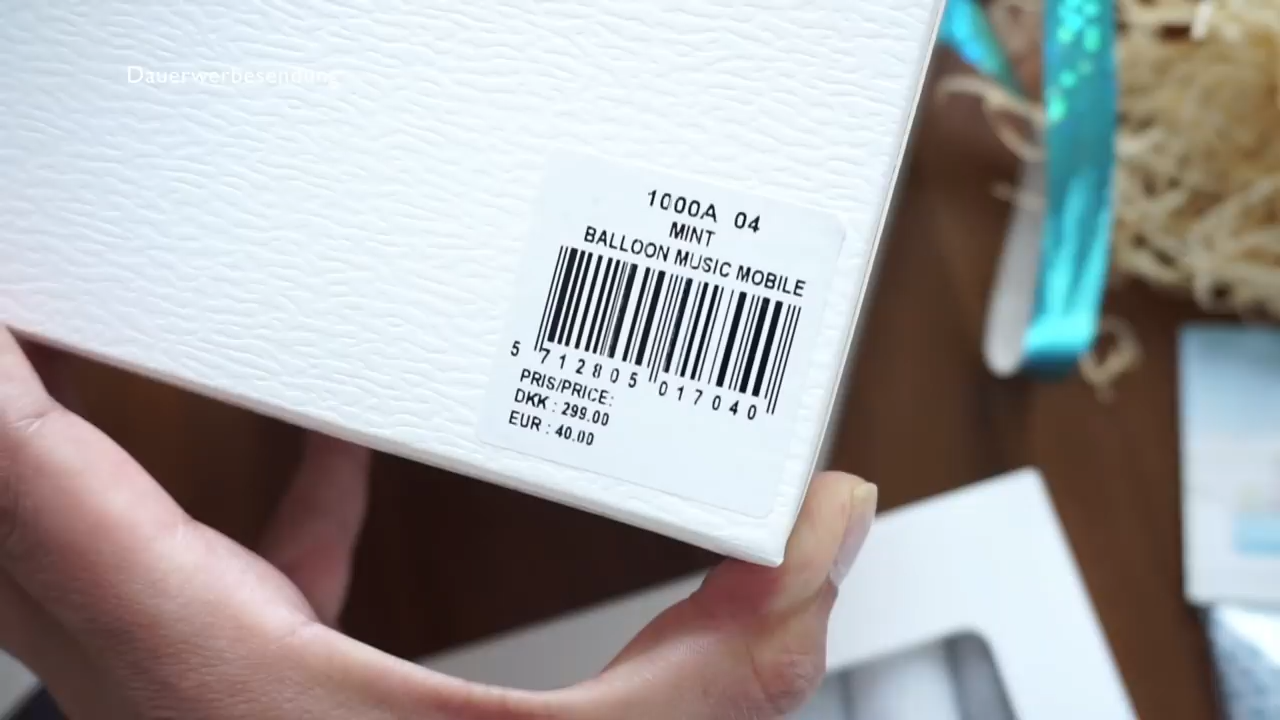 Dauerwerbesendung
1000A 04
MINT
BALLOON MUSIC MOBILE
5 712805 017040
PRIS/PRICE:
DKK : 299.00
EUR : 40.00